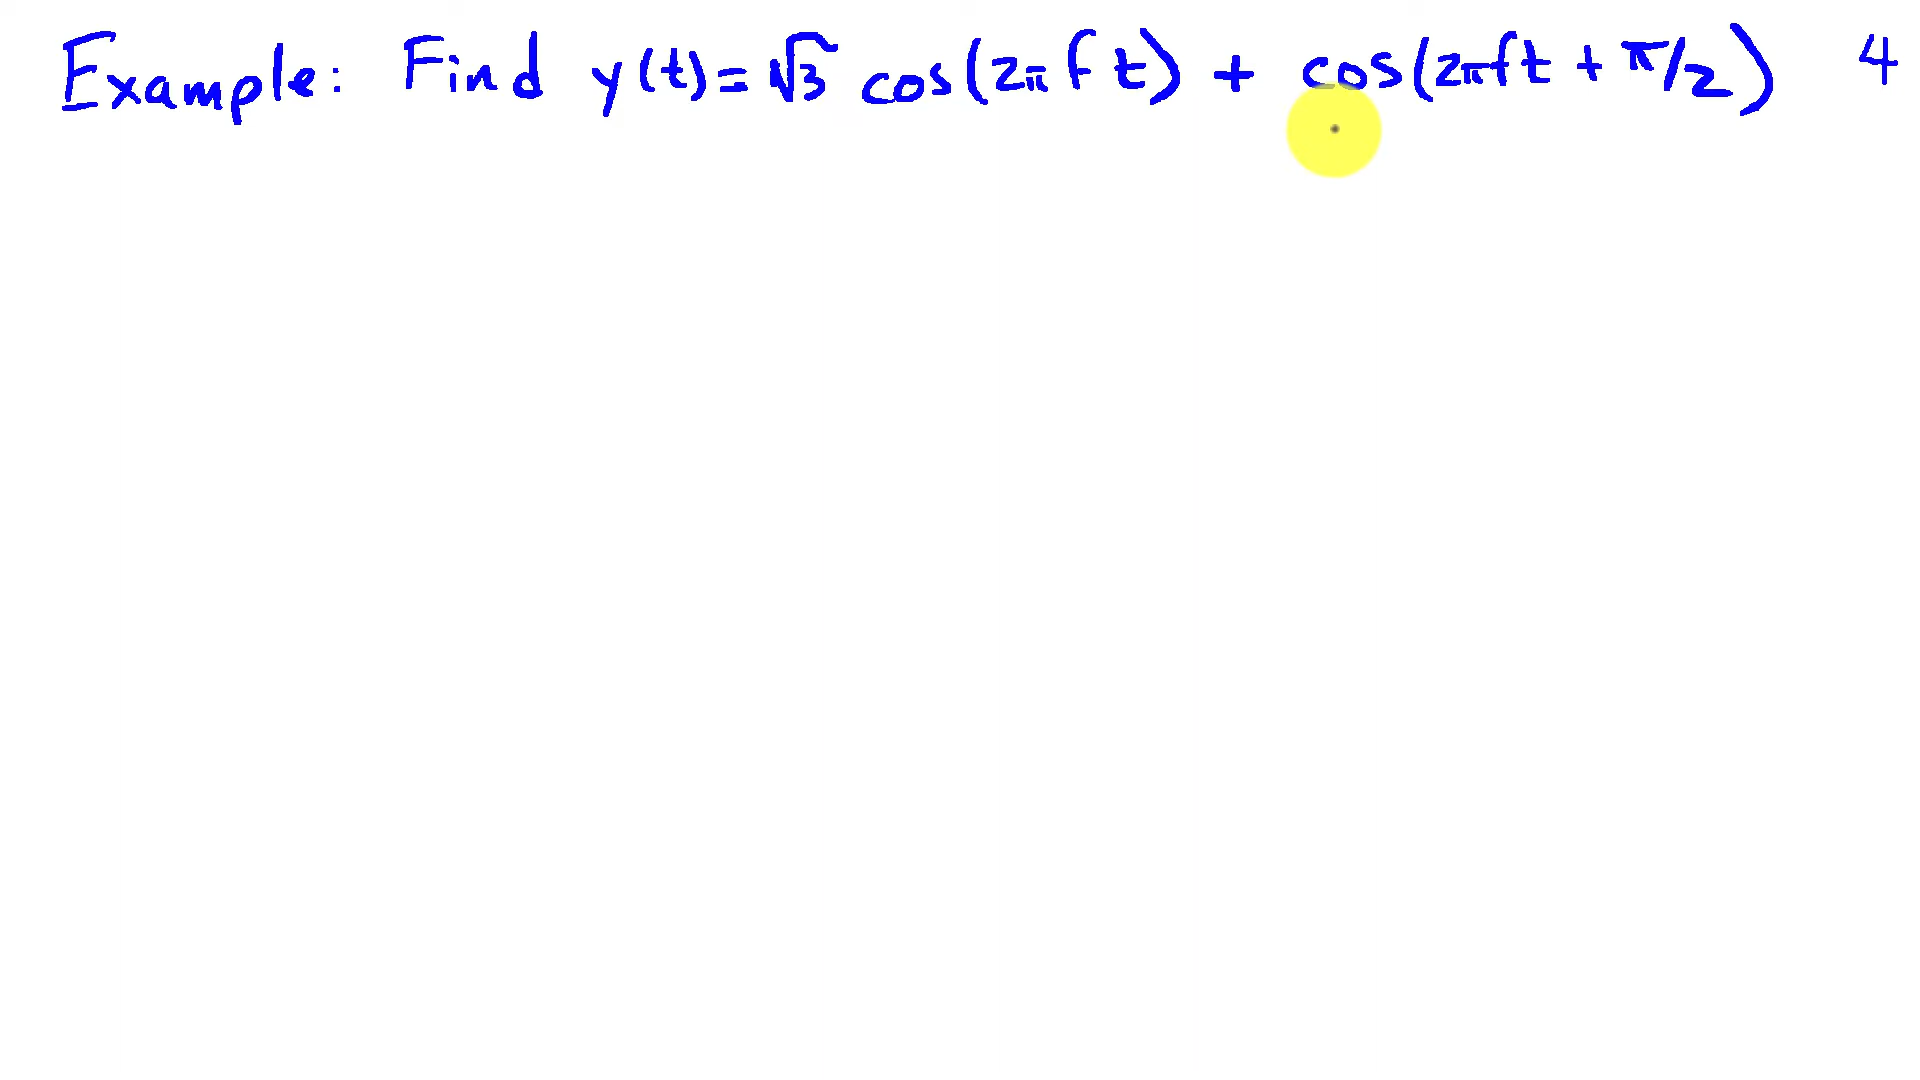 Example: Find y(t) = √3 cos(2πft) + cos(2πft + π/2) 4